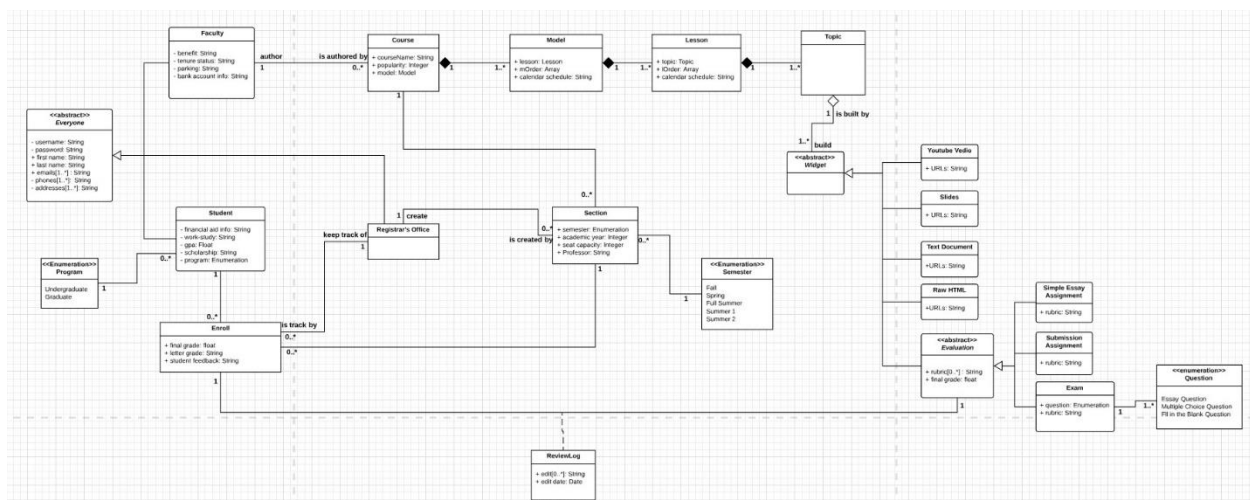 Faculty
- benefit: String
- tenure status: String
- parking: String
- bank account info: String
author
1
is authored by
0..*
Course
+ courseName: String
+ popularity: Integer
+ model: Model
1
1..*
Model
+ lesson: Lesson
+ mOrder: Array
+ calendar schedule: String
1
1..*
Lesson
+ topic: Topic
+ lOrder: Array
+ calendar schedule: String
1
1..*
Topic
1
is built by
1..*
build
<<abstract>>
Widget
<<abstract>>
Everyone
- username: String
- password: String
+ first name: String
+ last name: String
+ emails[1..*] : String
- phones[1..*]: String
- addresses[1..*]: String
1
0..*
Youtube Vedio
+ URLs: String
Slides
+ URLs: String
Text Document
+URLs: String
Raw HTML
+URLs: String
Student
- financial aid info: String
- work-study: String
- gpe: Float
- scholarship: String
- program: Enumeration
0..*
1
<<Enumeration>>
Program
Undergraduate
Graduate
1
Registrar's Office
1
create
keep track of
1
0..*
is created by
Section
+ semester: Enumeration
+ academic year: Integer
+ seat capacity: Integer
+ Professor: String
0..*
1
1
<<Enumeration>>
Semester
Fall
Spring
Full Summer
Summer 1
Summer 2
0..*
Enroll
+ final grade: float
+ letter grade: String
+ student feedback: String
is track by
0..*
0..*
1
<<abstract>>
Evaluation
+ rubric[0..*] : String
+ final grade: float
1
Simple Essay
Assignment
+ rubric: String
Submission
Assignment
+ rubric: String
Exam
+ question: Enumeration
+ rubric: String
1
1..*
<<enumeration>>
Question
Essay Question
Multiple Choice Question
Fll in the Blank Question
ReviewLog
+ edit[0..*]: String
+ edit date: Date